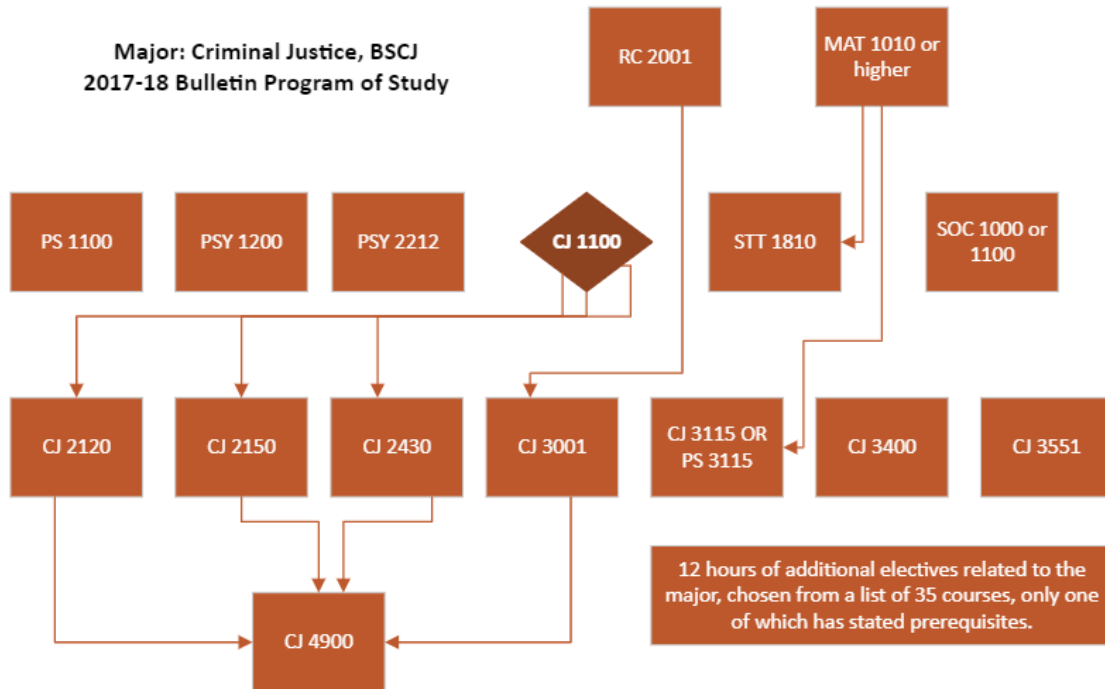 Major: Criminal Justice, BSCJ
2017-18 Bulletin Program of Study
RC 2001
MAT 1010 or
higher
PS 1100
PSY 1200
PSY 2212
CJ 1100
STT 1810
SOC 1000 or
1100
CJ 2120
CJ 2150
CJ 2430
CJ 3001
CJ 3115 OR
PS 3115
CJ 3400
CJ 3551
12 hours of additional electives related to the
major, chosen from a list of 35 courses, only one
of which has stated prerequisites.
CJ 4900